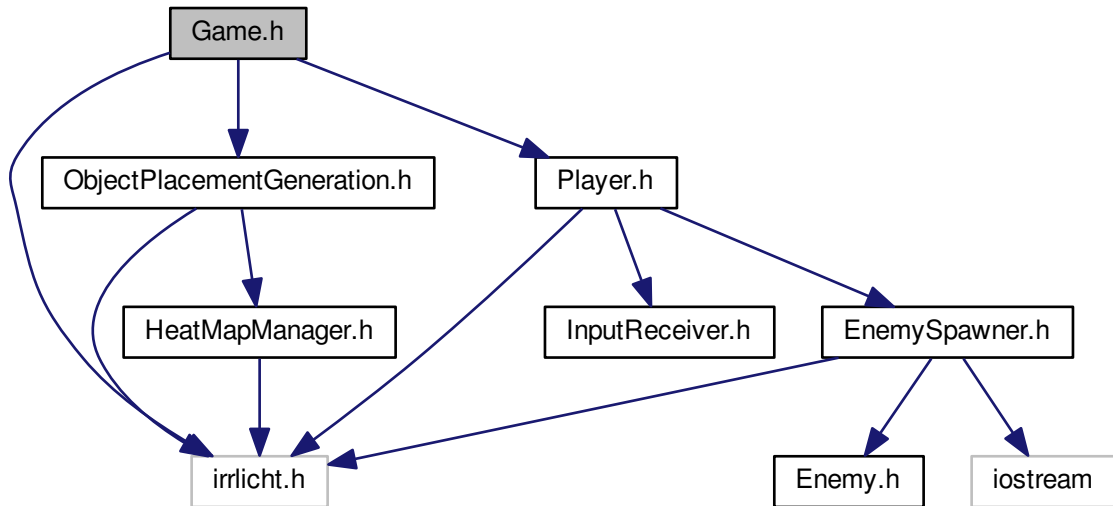 Game.h
ObjectPlacementGeneration.h
Player.h
HeatMapManager.h
InputReceiver.h
EnemySpawner.h
irrlicht.h
Enemy.h
iostream